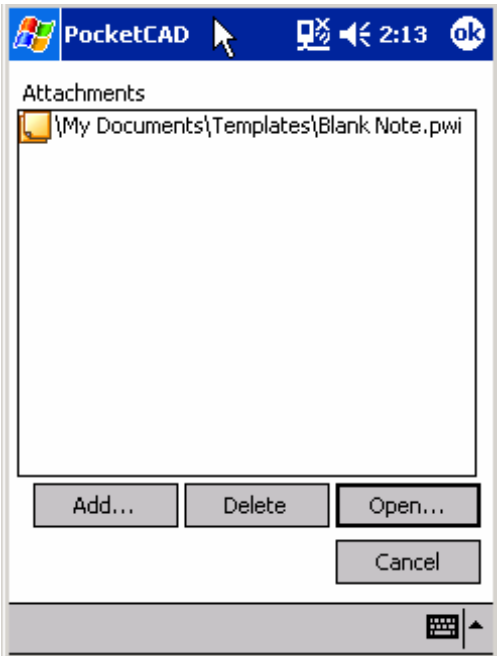 PocketCAD 2:13 ok
Attachments
\My Documents\Templates\Blank Note.pwi
Add... Delete Open...
Cancel